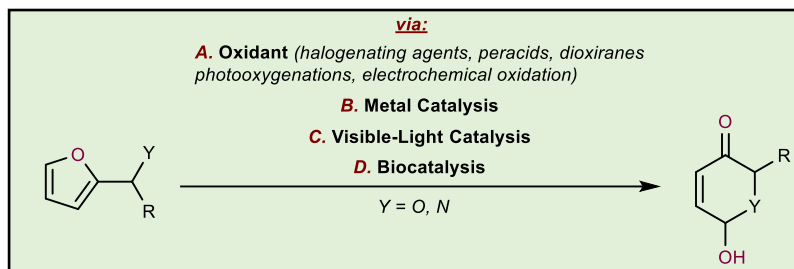 via:
A. Oxidant (halogenating agents, peracids, dioxiranes
photooxygenations, electrochemical oxidation)
B. Metal Catalysis
C. Visible-Light Catalysis
D. Biocatalysis
Y = O, N
O
Y
R
O
R
Y
OH